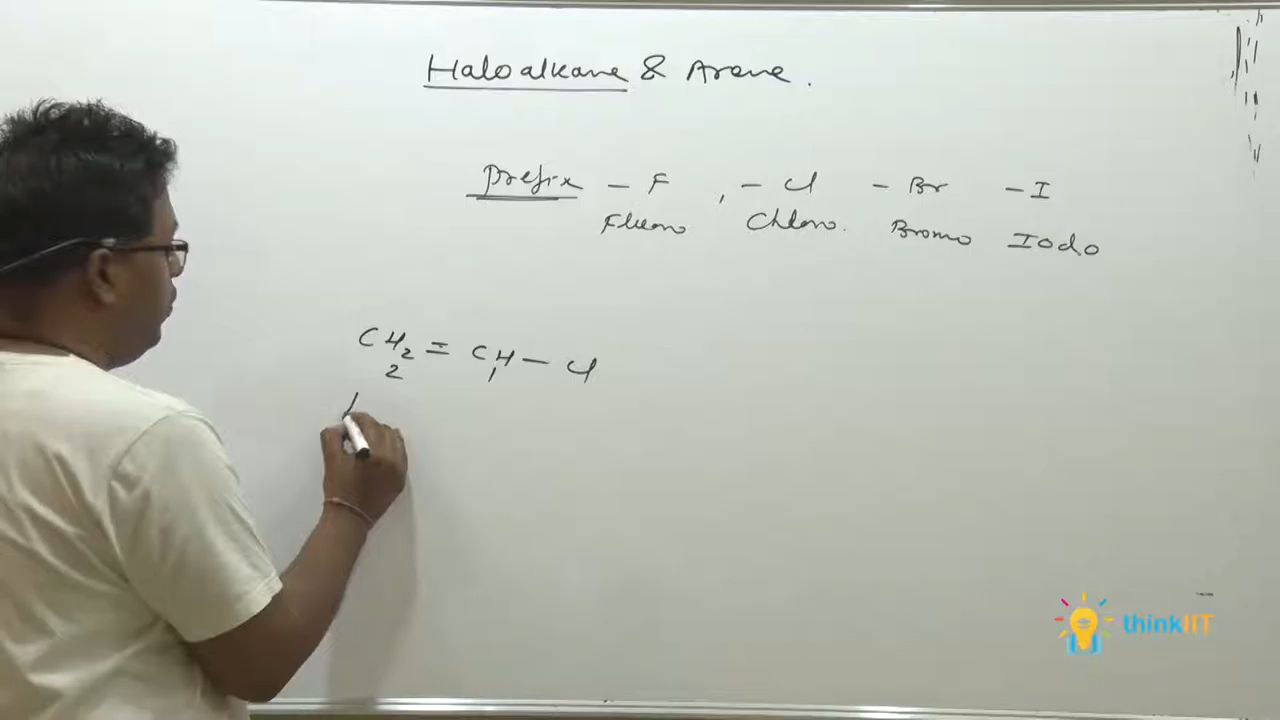 Haloalkane & Arene.
Prefix - F , - Cl - Br - I
Fluoro Chloro. Bromo Iodo
CH2 = CH - Cl
2 1
thinkIIT